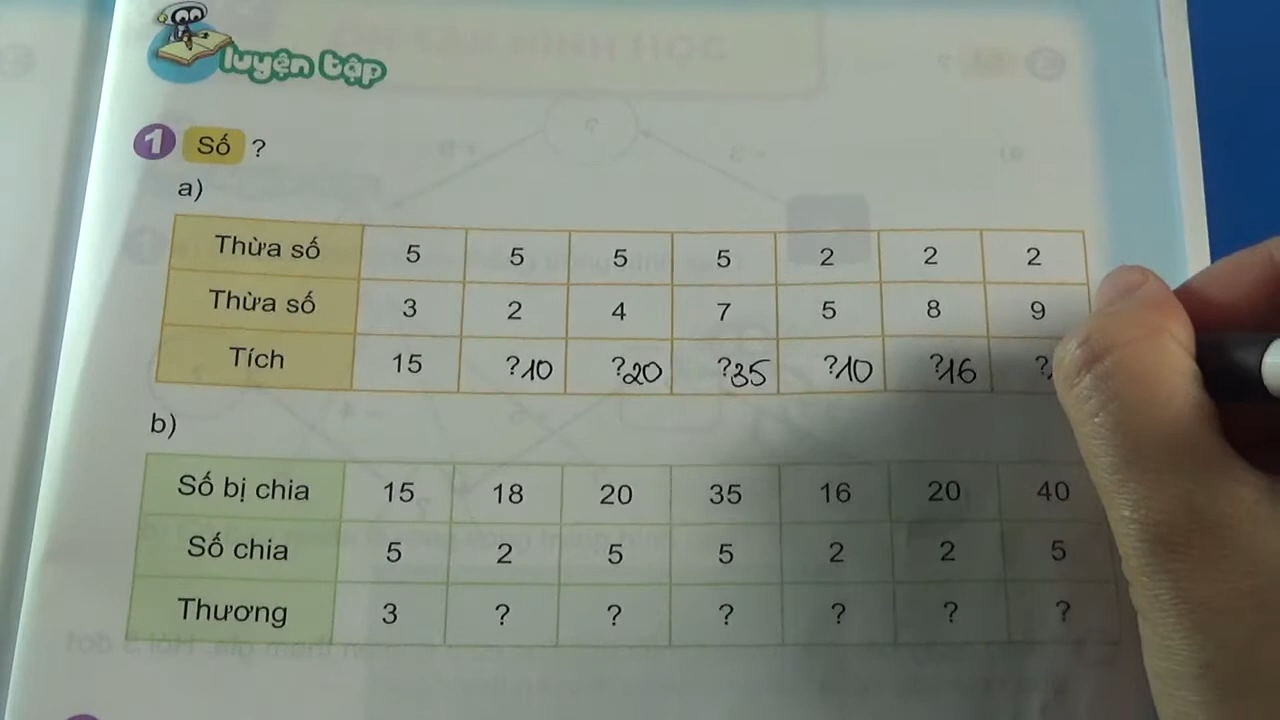 luyện tập
1 Số ?
a)
Thừa số 5 5 5 5 2 2 2
Thừa số 3 2 4 7 5 8 9
Tích 15 ?10 ?20 ?35 ?10 ?16 ?
b)
Số bị chia 15 18 20 35 16 20 40
Số chia 5 2 5 5 2 2 5
Thương 3 ? ? ? ? ? ?